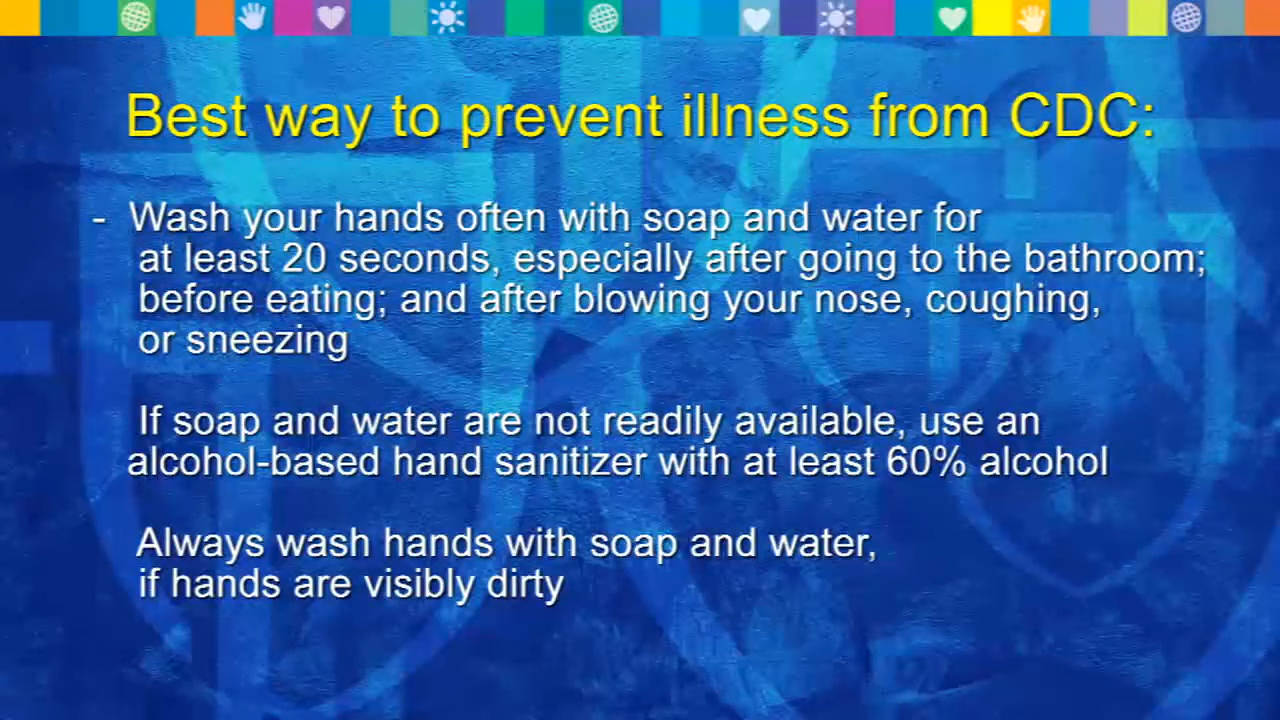 Best way to prevent illness from CDC:
- Wash your hands often with soap and water for
at least 20 seconds, especially after going to the bathroom;
before eating; and after blowing your nose, coughing,
or sneezing
If soap and water are not readily available, use an
alcohol-based hand sanitizer with at least 60% alcohol
Always wash hands with soap and water,
if hands are visibly dirty